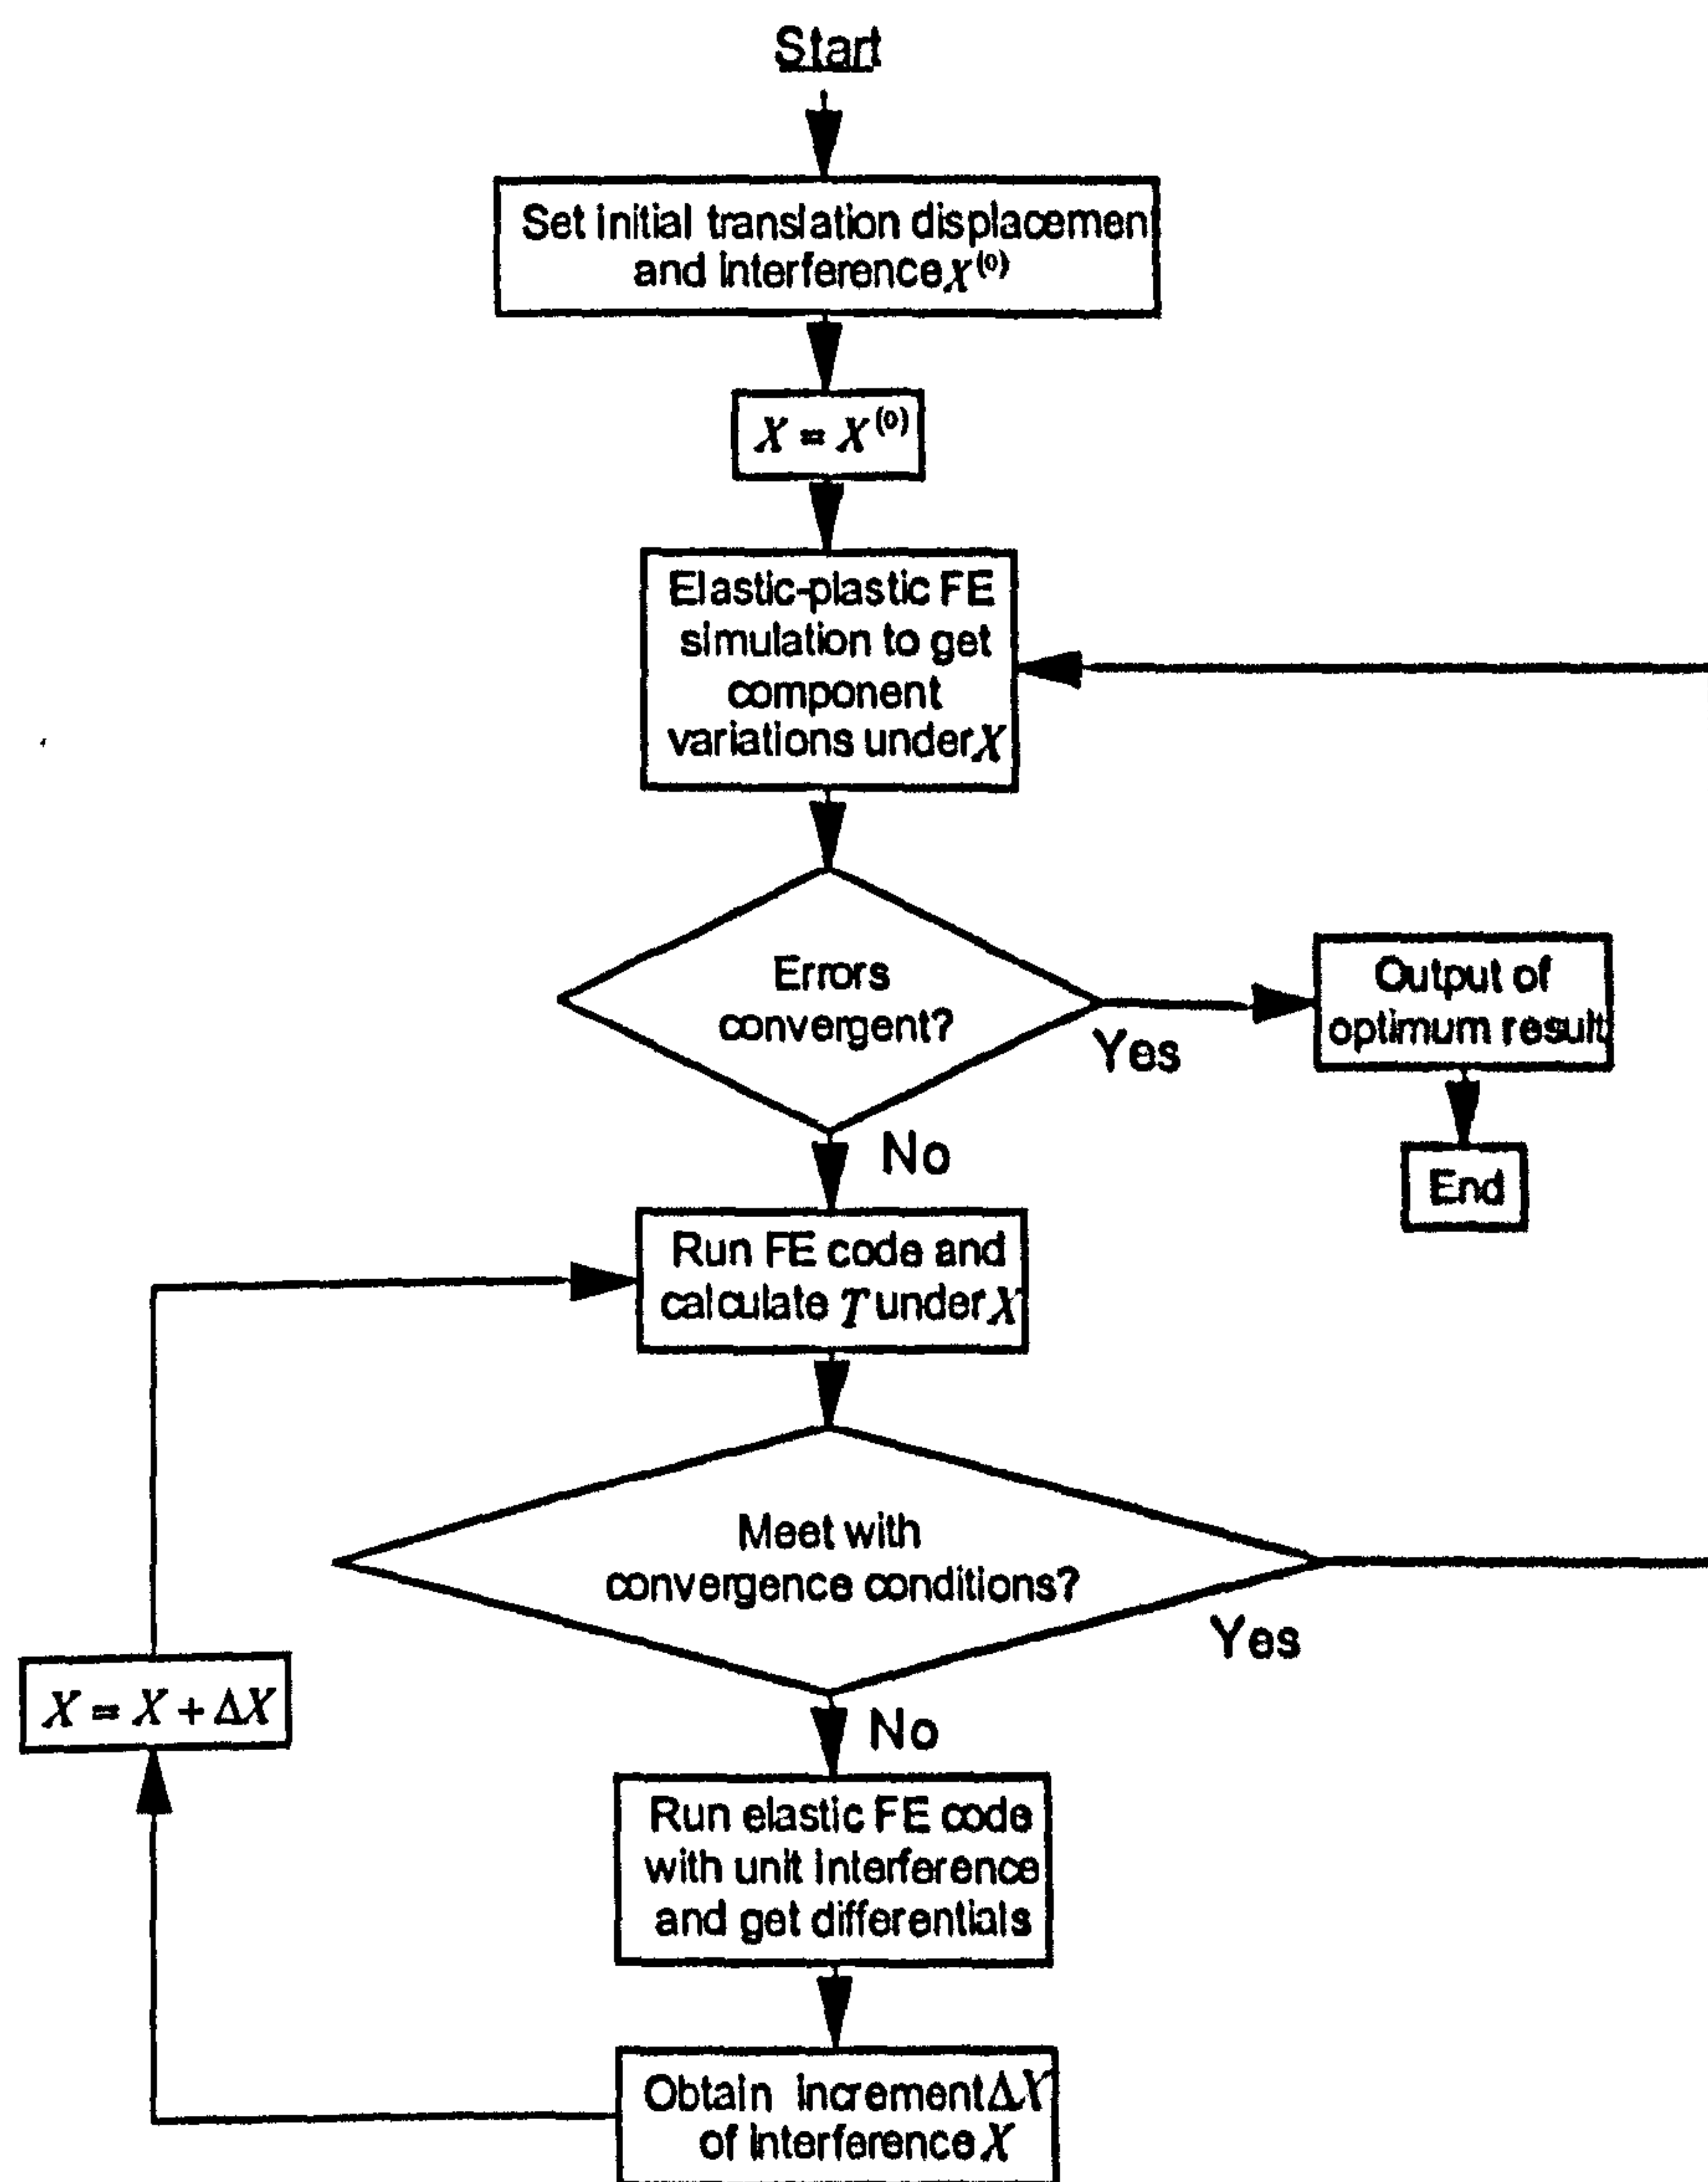 Start
Set initial translation displacemen
and interference X^(0)
X = X^(0)
Elastic-plastic FE
simulation to get
component
variations under X
Errors
convergent?
Yes
Output of
optimum result
End
No
Run FE code and
calculate T under X
Meet with
convergence conditions?
Yes
X = X + ΔX
No
Run elastic FE code
with unit interference
and get differentials
Obtain increment ΔX
of interference X